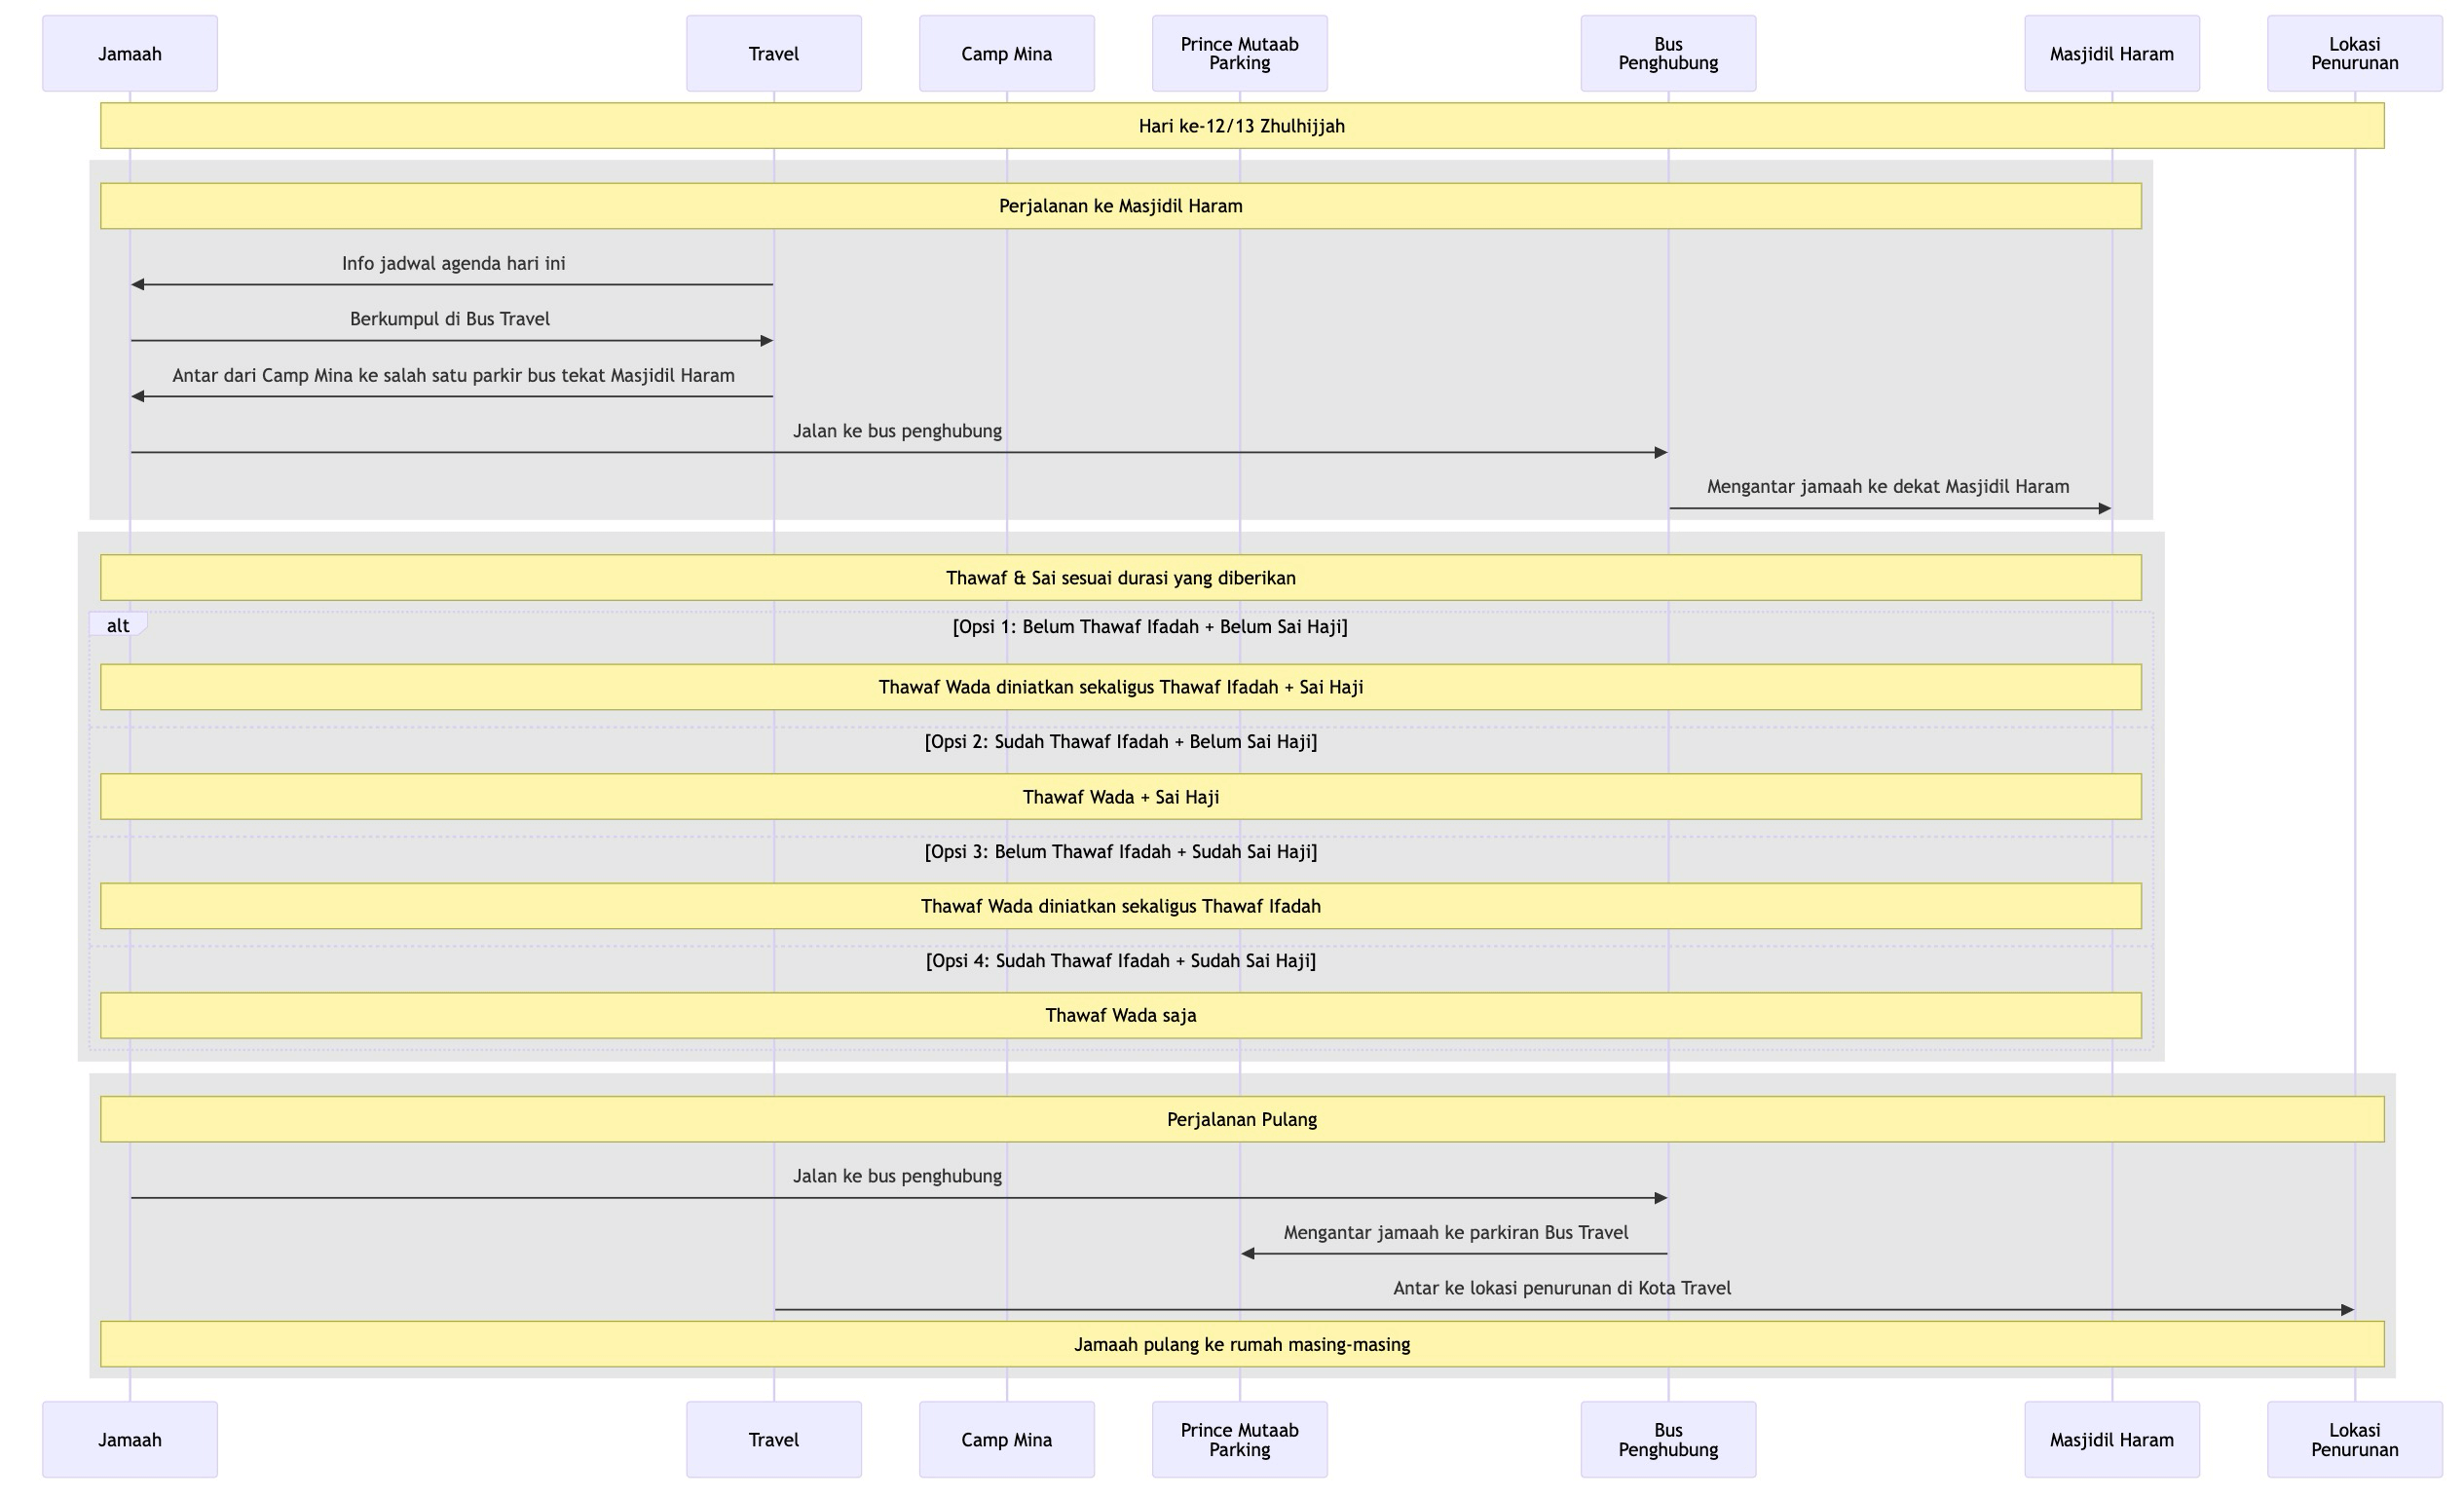 Jamaah
Travel
Camp Mina
Prince Mutaab
Parking
Bus
Penghubung
Masjidil Haram
Lokasi
Penurunan
Hari ke-12/13 Zhulhijjah
Perjalanan ke Masjidil Haram
Info jadwal agenda hari ini
Berkumpul di Bus Travel
Antar dari Camp Mina ke salah satu parkir bus tekat Masjidil Haram
Jalan ke bus penghubung
Mengantar jamaah ke dekat Masjidil Haram
Thawaf & Sai sesuai durasi yang diberikan
alt
[Opsi 1: Belum Thawaf Ifadah + Belum Sai Haji]
Thawaf Wada diniatkan sekaligus Thawaf Ifadah + Sai Haji
[Opsi 2: Sudah Thawaf Ifadah + Belum Sai Haji]
Thawaf Wada + Sai Haji
[Opsi 3: Belum Thawaf Ifadah + Sudah Sai Haji]
Thawaf Wada diniatkan sekaligus Thawaf Ifadah
[Opsi 4: Sudah Thawaf Ifadah + Sudah Sai Haji]
Thawaf Wada saja
Perjalanan Pulang
Jalan ke bus penghubung
Mengantar jamaah ke parkiran Bus Travel
Antar ke lokasi penurunan di Kota Travel
Jamaah pulang ke rumah masing-masing
Jamaah
Travel
Camp Mina
Prince Mutaab
Parking
Bus
Penghubung
Masjidil Haram
Lokasi
Penurunan